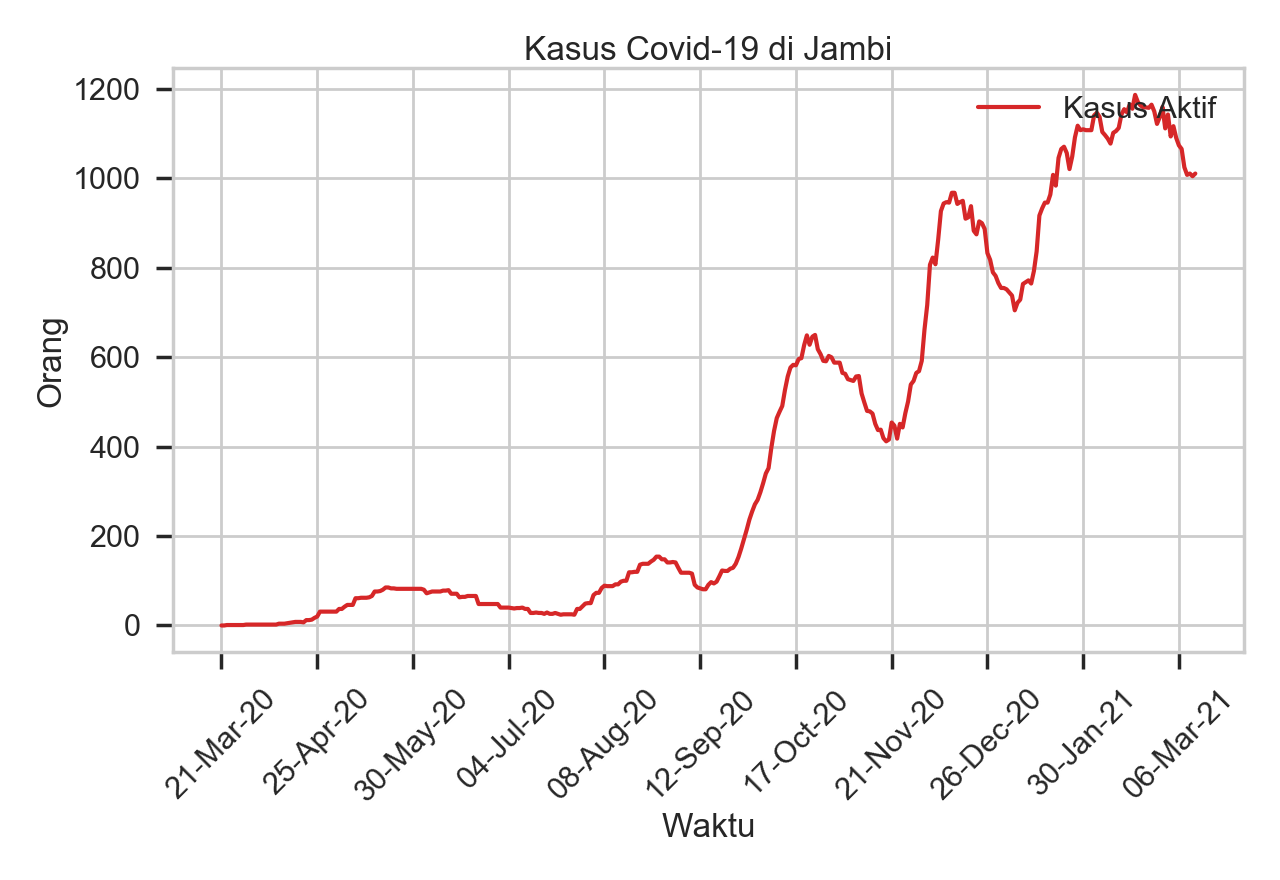 Kasus Covid-19 di Jambi
Kasus Aktif
Orang
1200
1000
800
600
400
200
0
21-Mar-20
25-Apr-20
30-May-20
04-Jul-20
08-Aug-20
12-Sep-20
17-Oct-20
21-Nov-20
26-Dec-20
30-Jan-21
06-Mar-21
Waktu